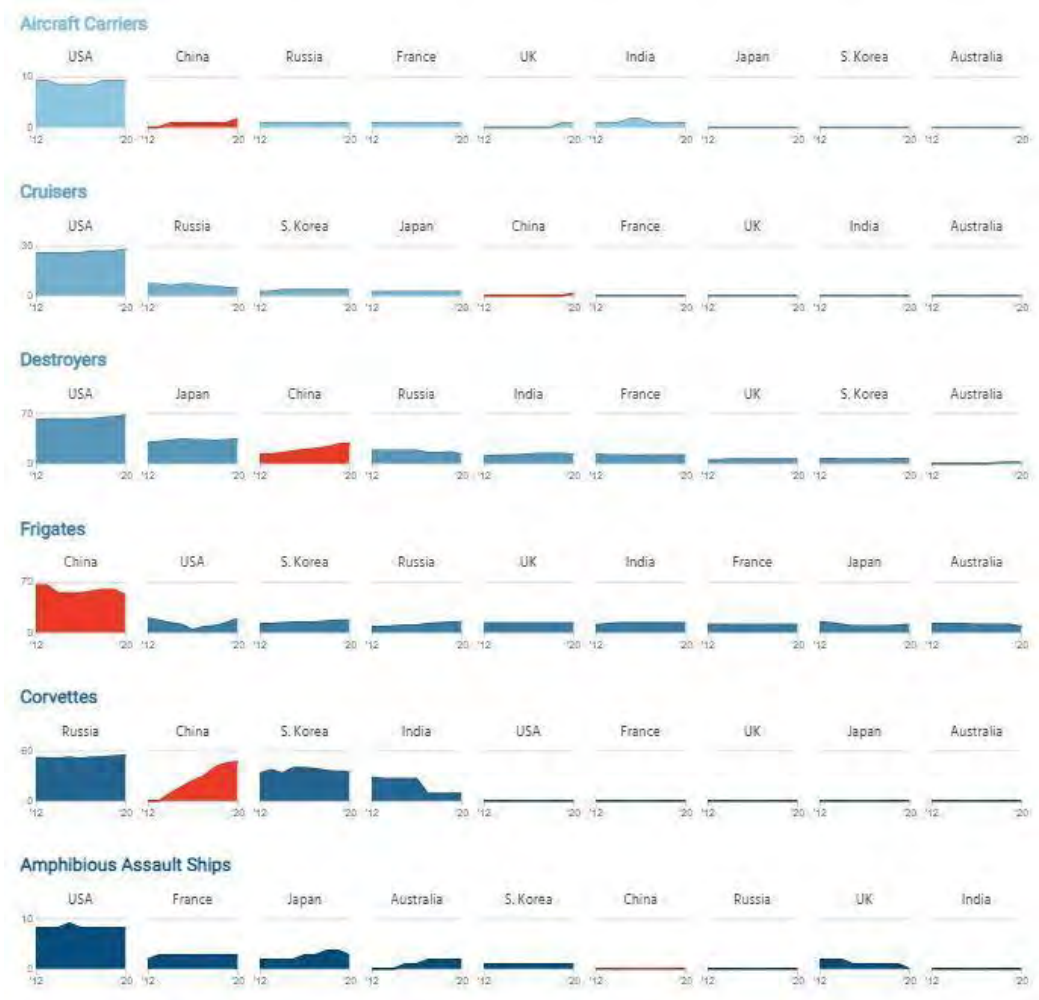 Aircraft Carriers
USA China Russia France UK India Japan S. Korea Australia
10
0
'12 '20 '12 '20 '12 '20 '12 '20 '12 '20 '12 '20 '12 '20 '12 '20 '12 '20
Cruisers
USA Russia S. Korea Japan China France UK India Australia
30
0
'12 '20 '12 '20 '12 '20 '12 '20 '12 '20 '12 '20 '12 '20 '12 '20 '12 '20
Destroyers
USA Japan China Russia India France UK S. Korea Australia
70
0
'12 '20 '12 '20 '12 '20 '12 '20 '12 '20 '12 '20 '12 '20 '12 '20 '12 '20
Frigates
China USA S. Korea Russia UK India France Japan Australia
70
0
'12 '20 '12 '20 '12 '20 '12 '20 '12 '20 '12 '20 '12 '20 '12 '20 '12 '20
Corvettes
Russia China S. Korea India USA France UK Japan Australia
60
0
'12 '20 '12 '20 '12 '20 '12 '20 '12 '20 '12 '20 '12 '20 '12 '20 '12 '20
Amphibious Assault Ships
USA France Japan Australia S. Korea China Russia UK India
10
0
'12 '20 '12 '20 '12 '20 '12 '20 '12 '20 '12 '20 '12 '20 '12 '20 '12 '20